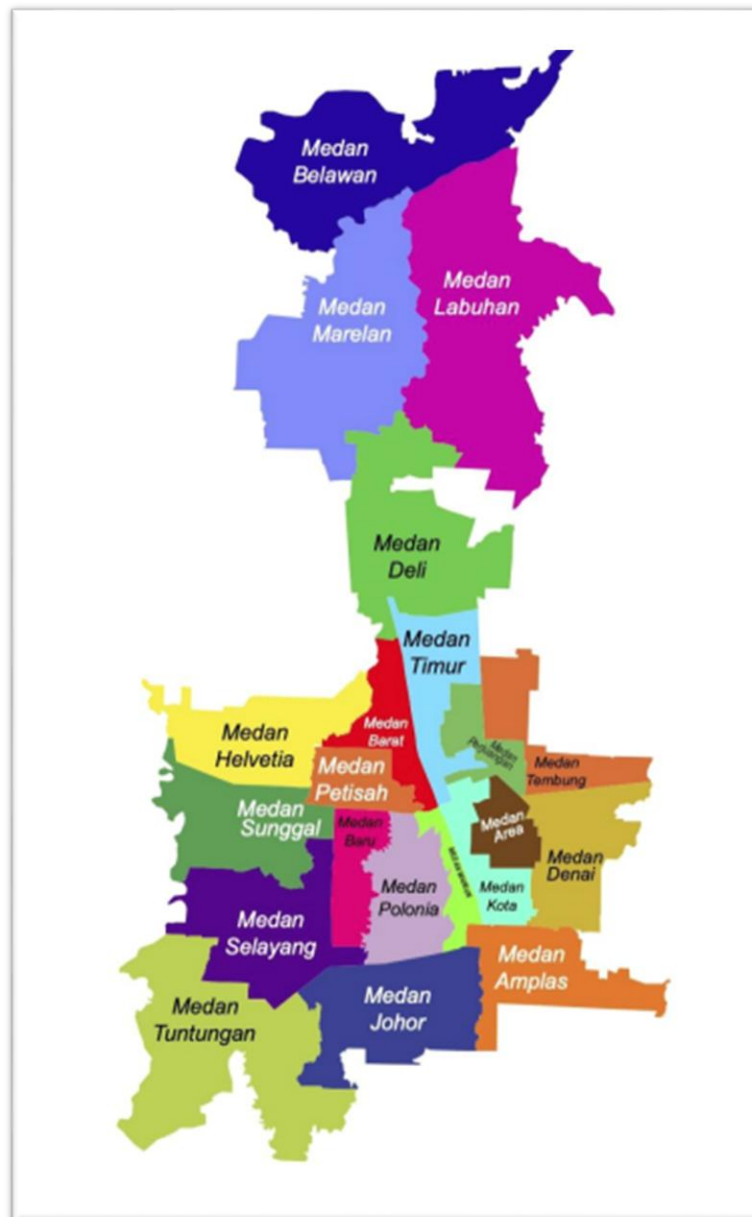 Medan
Belawan
Medan
Labuhan
Medan
Marelan
Medan
Deli
Medan
Timur
Medan
Barat
Medan
Helvetia
Medan
Perjuangan
Medan
Tembung
Medan
Petisah
Medan
Sunggal
Medan
Baru
Medan
Area
Medan
Denai
Medan
Polonia
Medan
Kota
Medan
Selayang
Medan
Amplas
Medan
Johor
Medan
Tuntungan